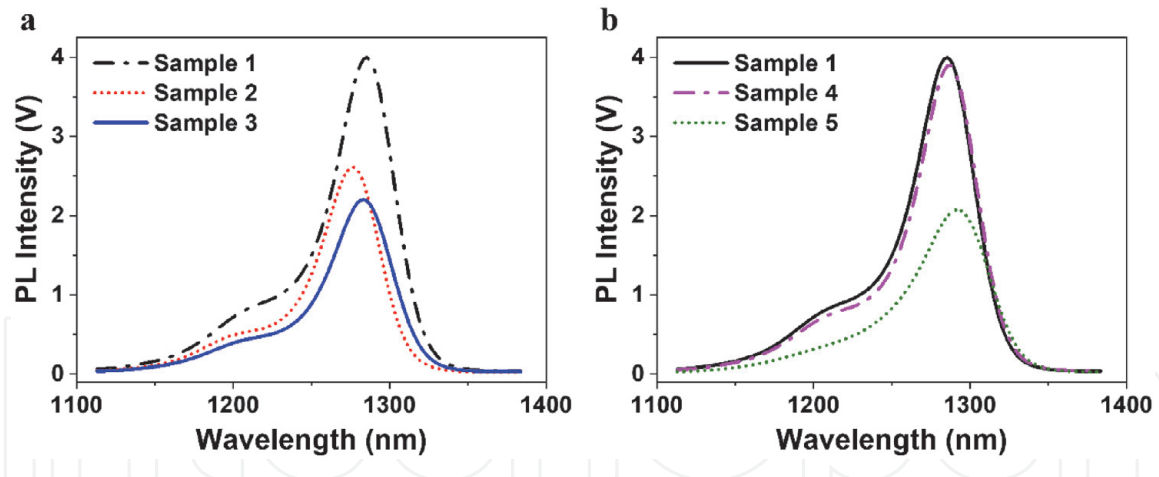 a
Sample 1
Sample 2
Sample 3
4
3
2
1
0
PL Intensity (V)
1100
1200
1300
1400
Wavelength (nm)
b
Sample 1
Sample 4
Sample 5
4
3
2
1
0
PL Intensity (V)
1100
1200
1300
1400
Wavelength (nm)